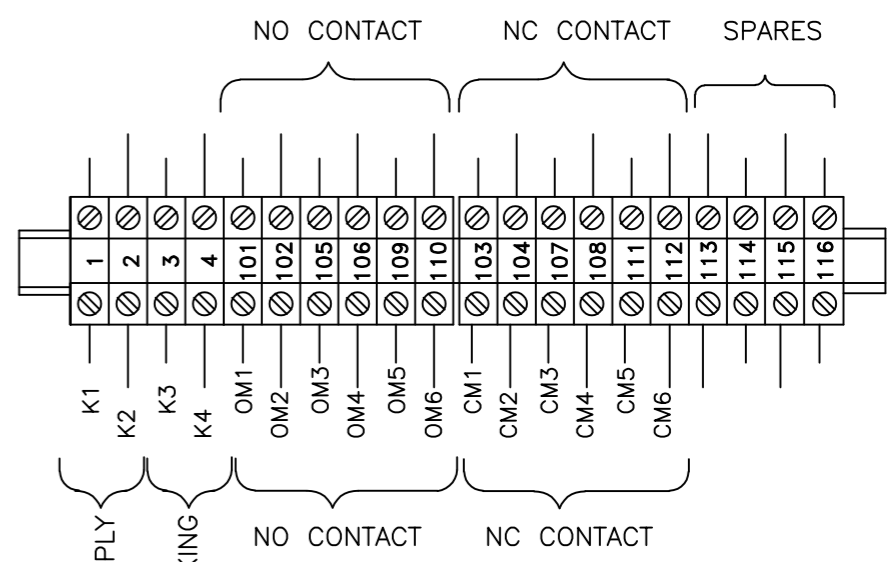 NO CONTACT NC CONTACT SPARES
1 2 3 4 101 102 105 106 109 110 103 104 107 108 111 112 113 114 115 116
K1 K2 K3 K4 OM1 OM2 OM3 OM4 OM5 OM6 CM1 CM2 CM3 CM4 CM5 CM6
PLY KING NO CONTACT NC CONTACT